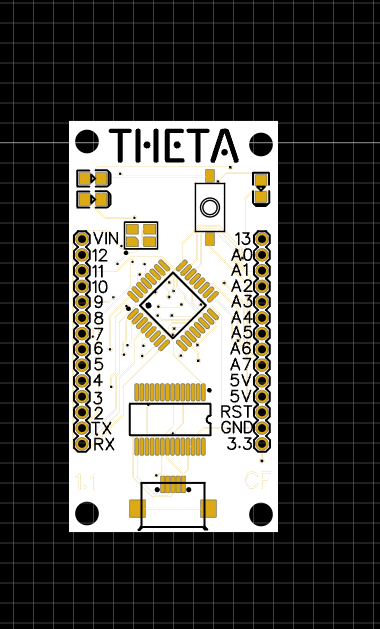 THETA
VIN 13
12 A0
11 A1
10 A2
9 A3
8 A4
7 A5
6 A6
5 A7
4 5V
3 5V
2 RST
TX GND
RX 3.3
1.1 CF